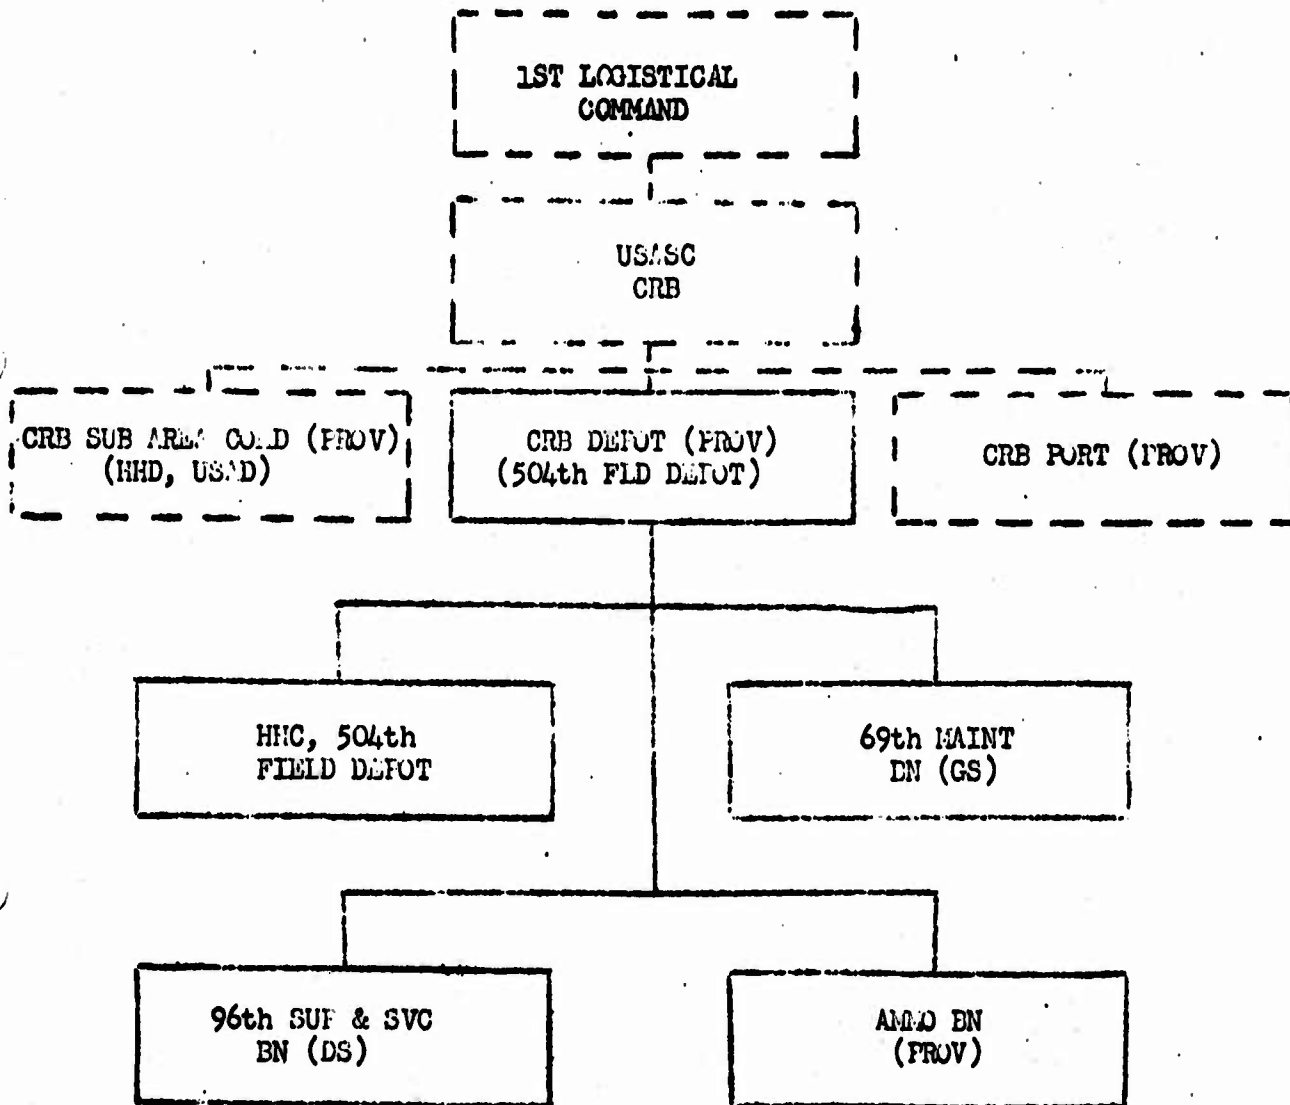 1ST LOGISTICAL
COMMAND
USASC
CRB
CRB SUB AREA COMD (PROV)
(HHD, USAD)
CRB DEPOT (PROV)
(504th FLD DEPOT)
CRB PORT (PROV)
HHC, 504th
FIELD DEPOT
69th MAINT
BN (GS)
96th SUP & SVC
BN (DS)
AMMO BN
(PROV)